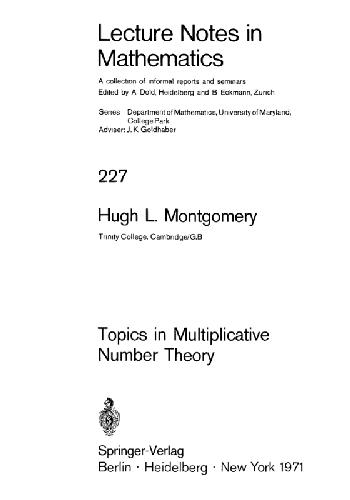 Lecture Notes in
Mathematics
A collection of informal reports and seminars
Edited by A. Dold, Heidelberg and B. Eckmann, Zürich
Series: Department of Mathematics, University of Maryland,
College Park
Adviser: J. K. Goldhaber
227
Hugh L. Montgomery
Trinity College, Cambridge/G.B
Topics in Multiplicative
Number Theory
Springer-Verlag
Berlin · Heidelberg · New York 1971